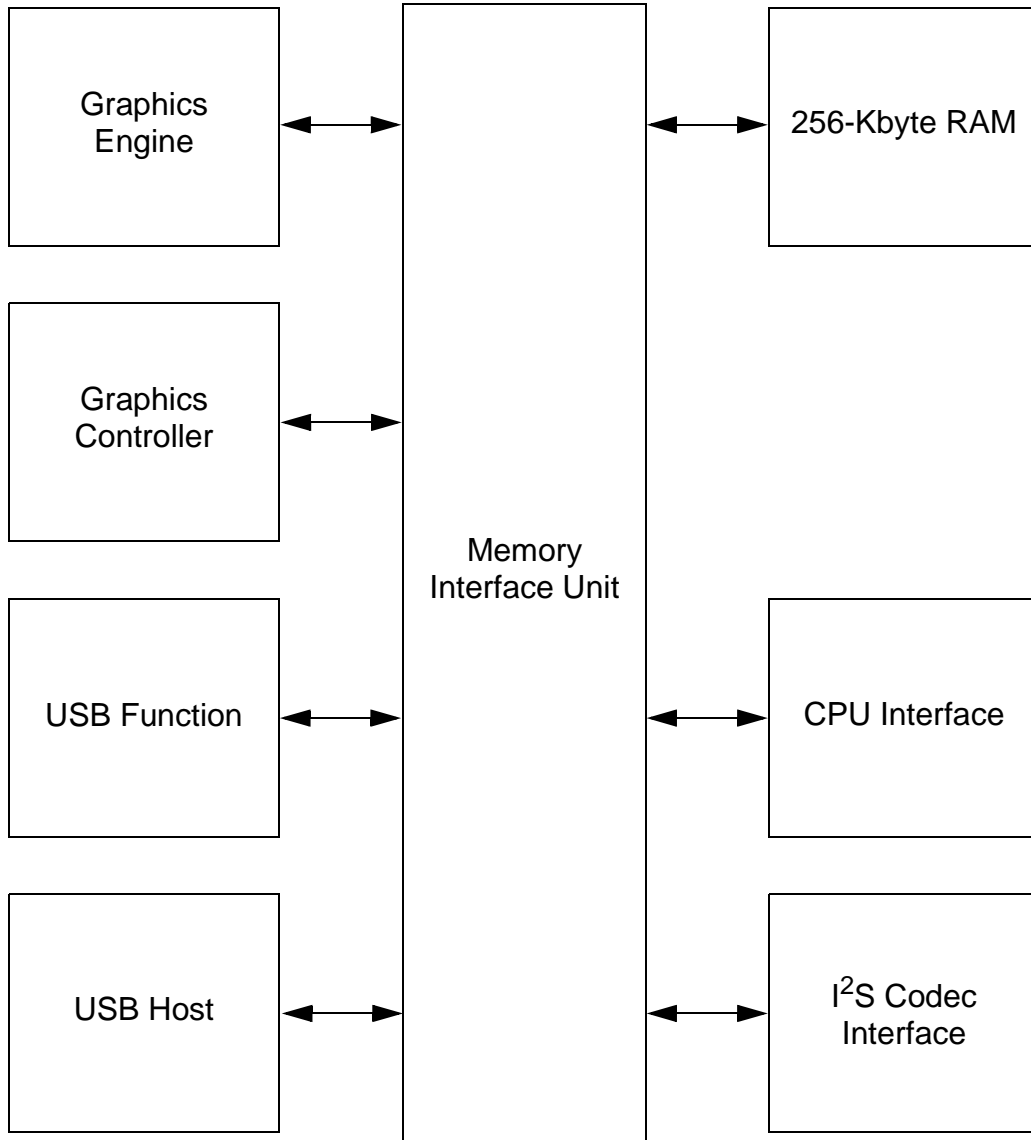 Graphics
Engine
256-Kbyte RAM
Graphics
Controller
Memory
Interface Unit
USB Function
CPU Interface
USB Host
I²S Codec
Interface